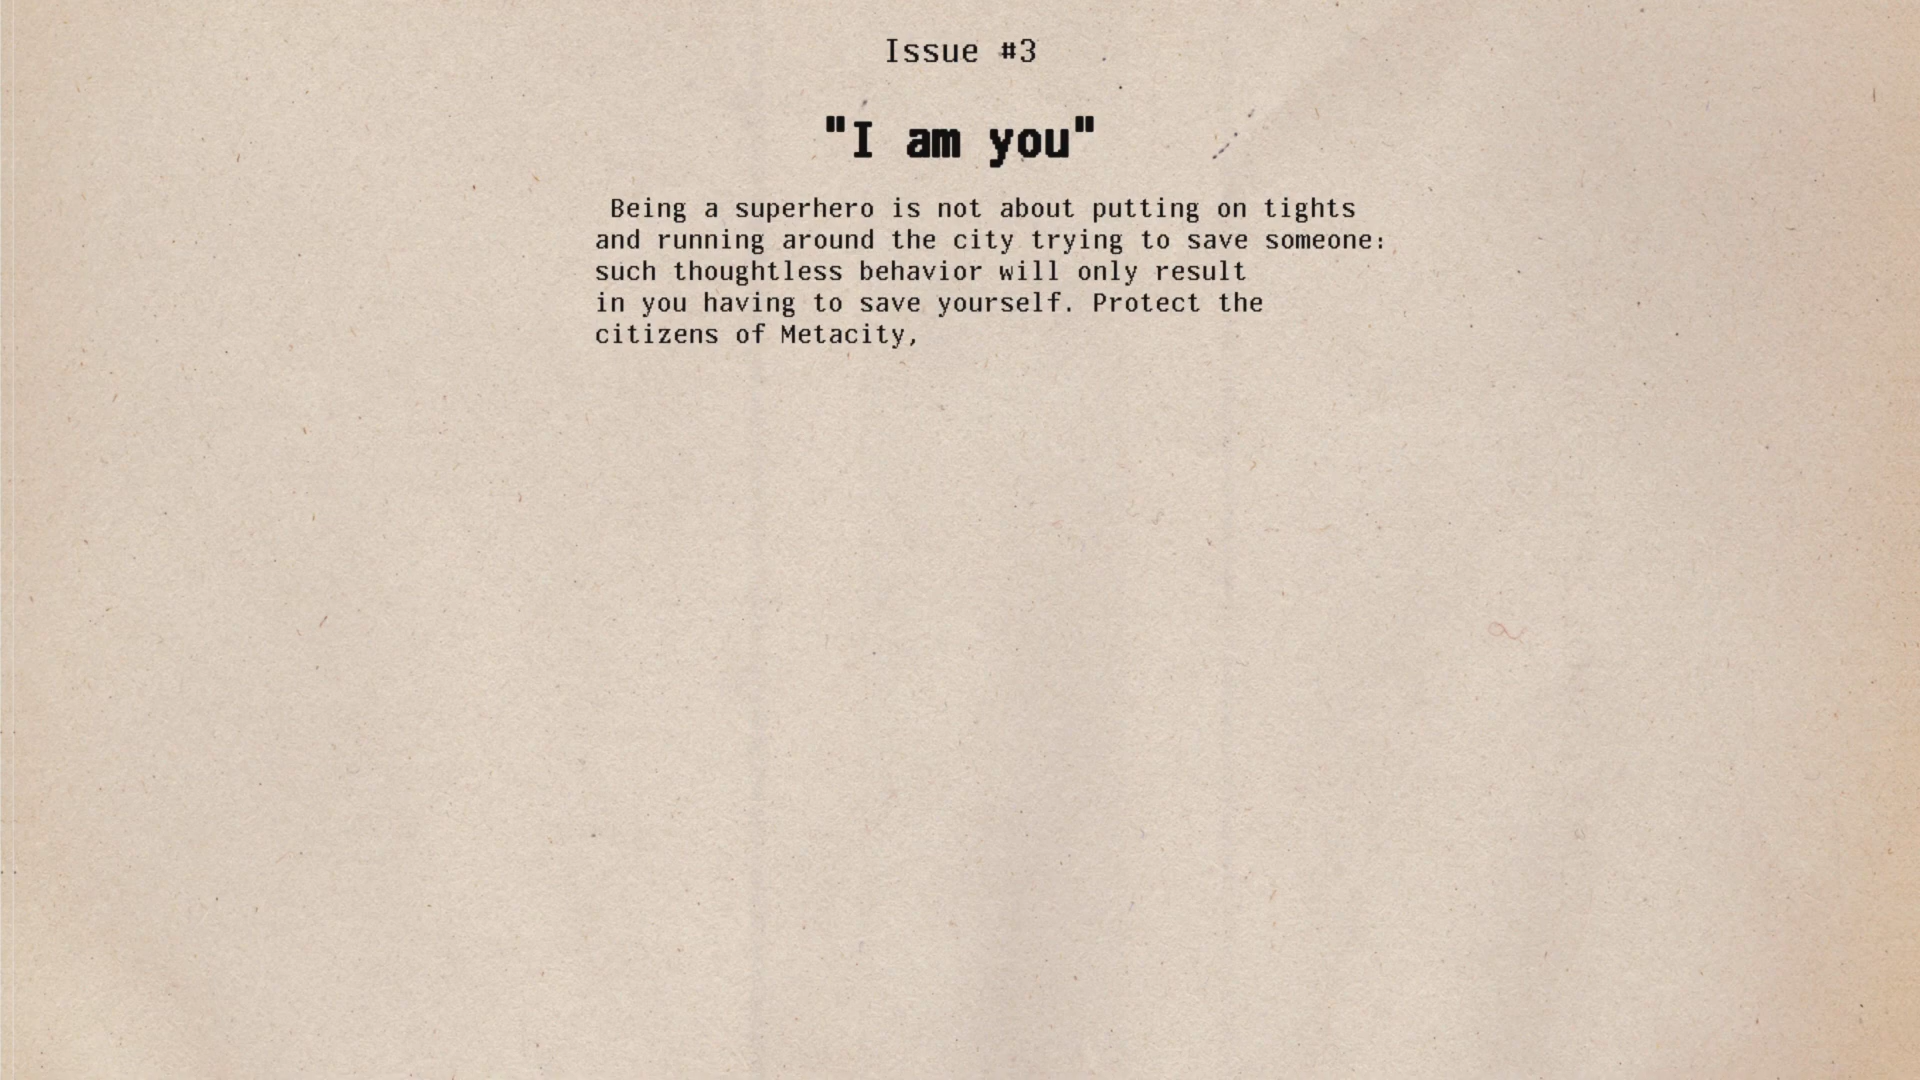 Issue #3
"I am you"
Being a superhero is not about putting on tights
and running around the city trying to save someone:
such thoughtless behavior will only result
in you having to save yourself. Protect the
citizens of Metacity,